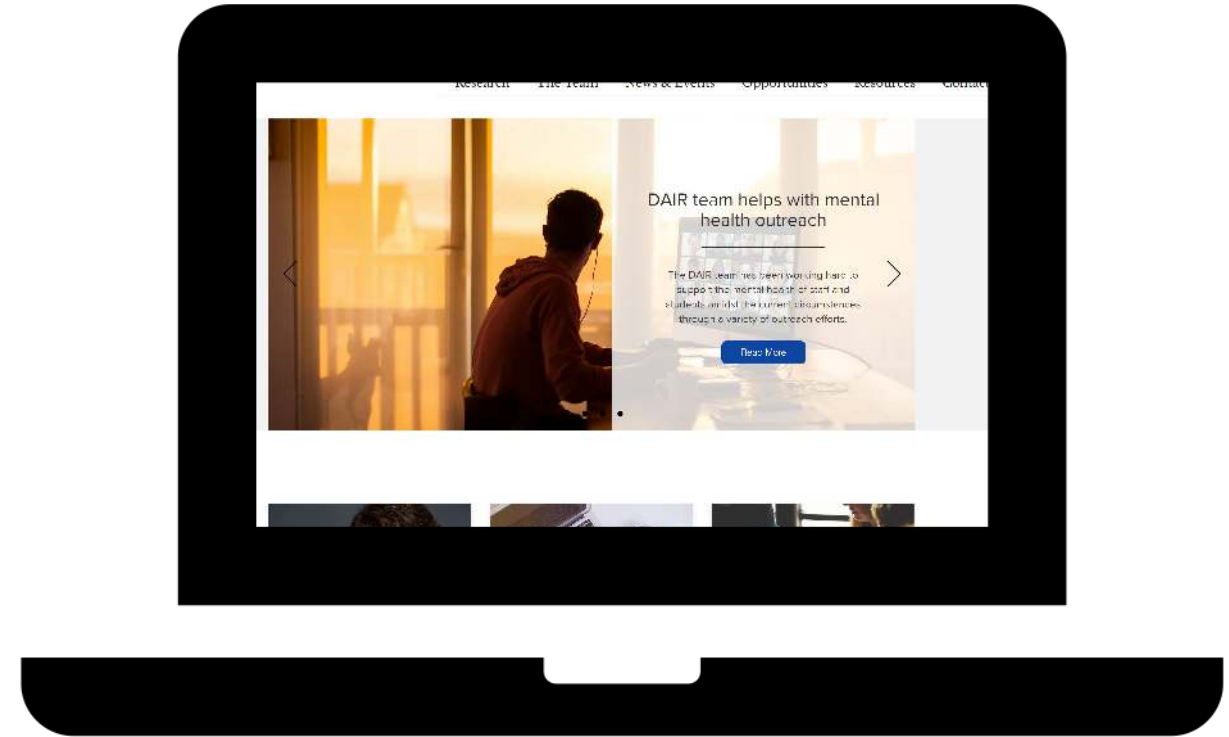 Research The Team News & Events Opportunities Resources Contact
DAIR team helps with mental
health outreach
The DAIR team has been working hard to
support the mental health of staff and
students amidst the current circumstances
through a variety of outreach efforts.
Read More